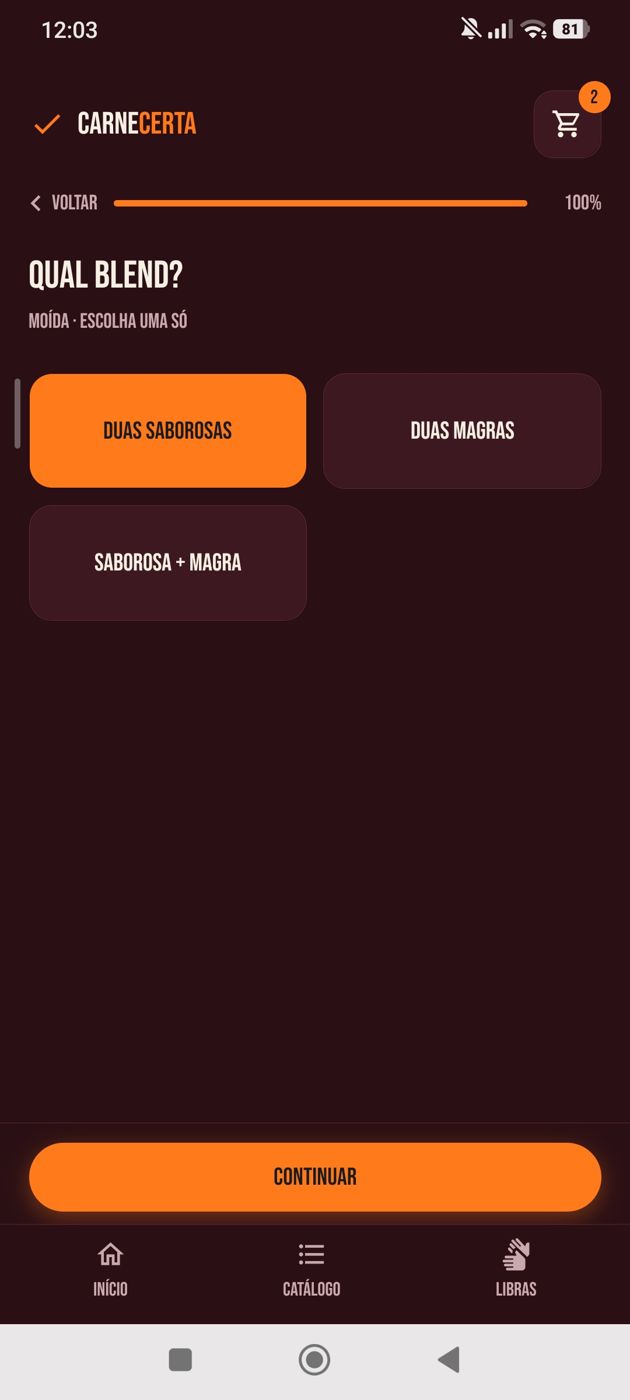 12:03
81
2
CARNECERTA
VOLTAR
100%
QUAL BLEND?
MOÍDA · ESCOLHA UMA SÓ
DUAS SABOROSAS
DUAS MAGRAS
SABOROSA + MAGRA
CONTINUAR
INÍCIO
CATÁLOGO
LIBRAS